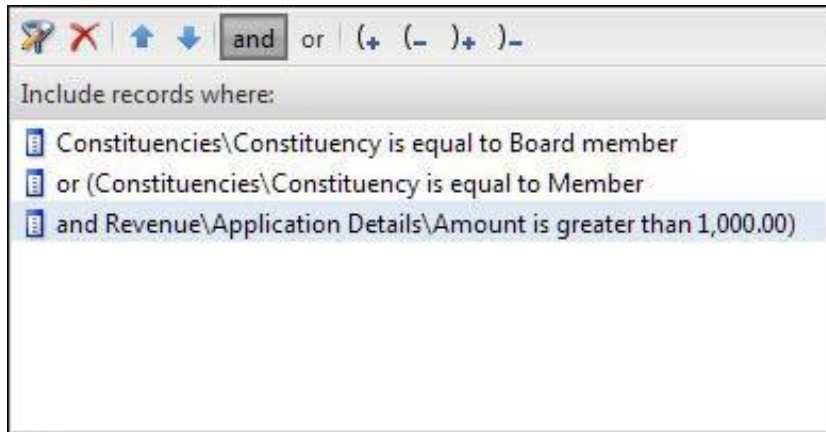 and or (+ (- )+ )-
Include records where:
Constituencies\Constituency is equal to Board member
or (Constituencies\Constituency is equal to Member
and Revenue\Application Details\Amount is greater than 1,000.00)